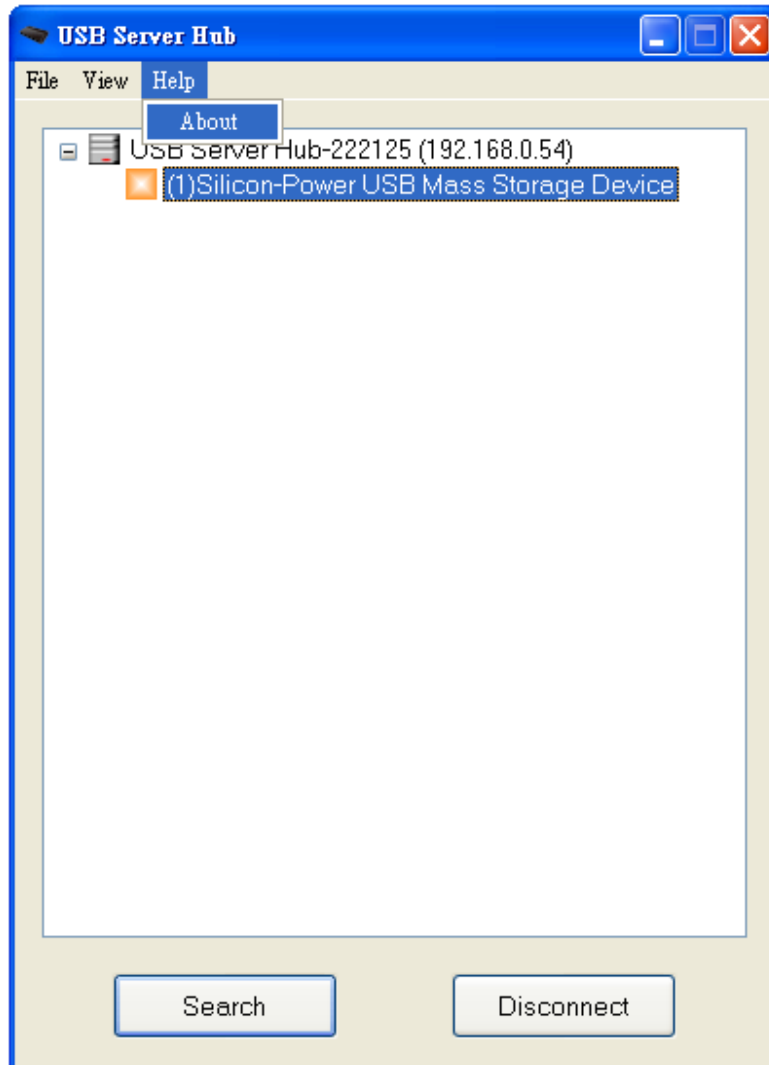 USB Server Hub
File View Help
About
USB Server Hub-222125 (192.168.0.54)
(1)Silicon-Power USB Mass Storage Device
Search Disconnect